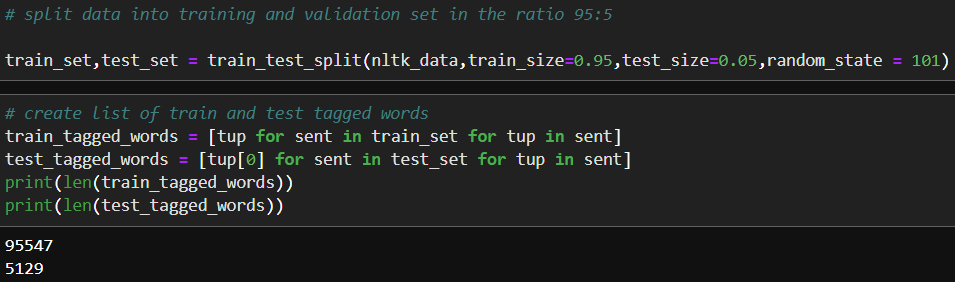 # split data into training and validation set in the ratio 95:5
train_set,test_set = train_test_split(nltk_data,train_size=0.95,test_size=0.05,random_state = 101)
# create list of train and test tagged words
train_tagged_words = [tup for sent in train_set for tup in sent]
test_tagged_words = [tup[0] for sent in test_set for tup in sent]
print(len(train_tagged_words))
print(len(test_tagged_words))
95547
5129